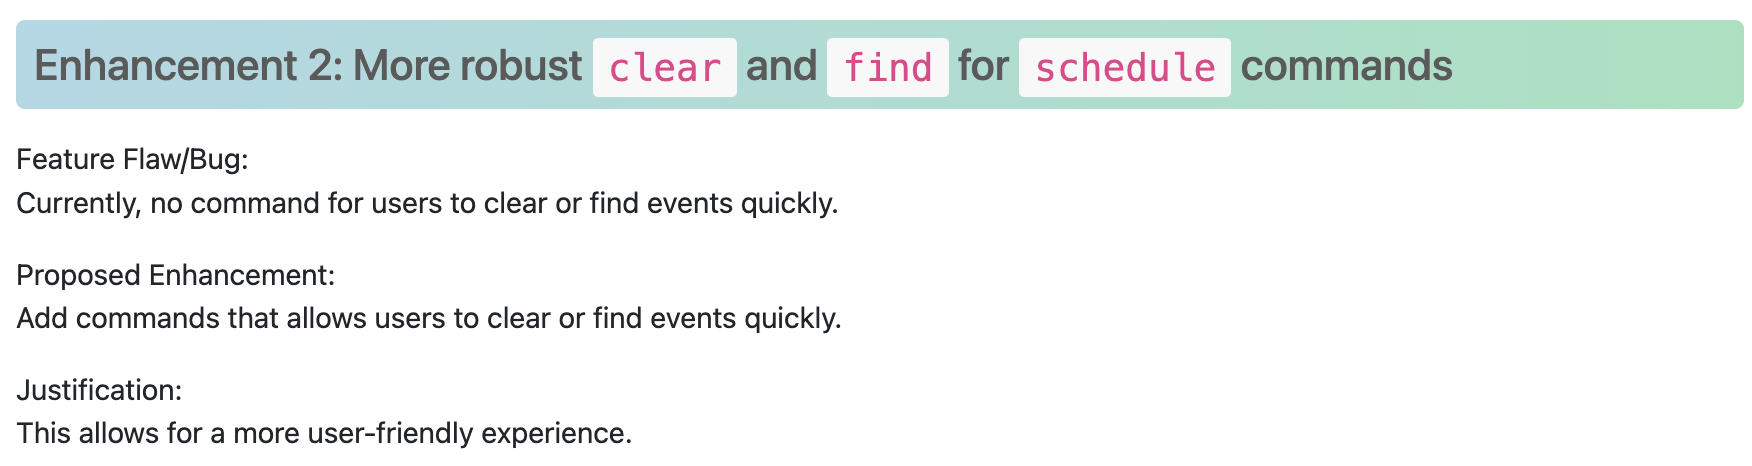 Enhancement 2: More robust clear and find for schedule commands
Feature Flaw/Bug:
Currently, no command for users to clear or find events quickly.
Proposed Enhancement:
Add commands that allows users to clear or find events quickly.
Justification:
This allows for a more user-friendly experience.